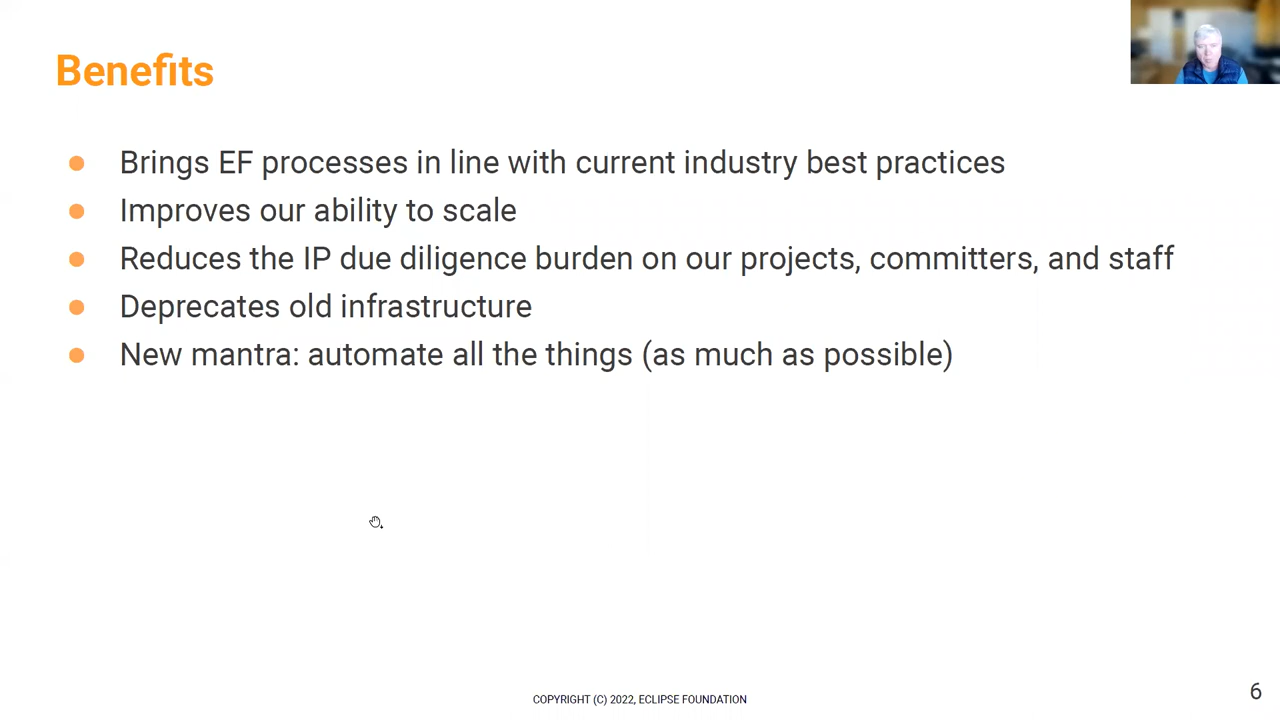 Benefits
● Brings EF processes in line with current industry best practices
● Improves our ability to scale
● Reduces the IP due diligence burden on our projects, committers, and staff
● Deprecates old infrastructure
● New mantra: automate all the things (as much as possible)
COPYRIGHT (C) 2022, ECLIPSE FOUNDATION
6